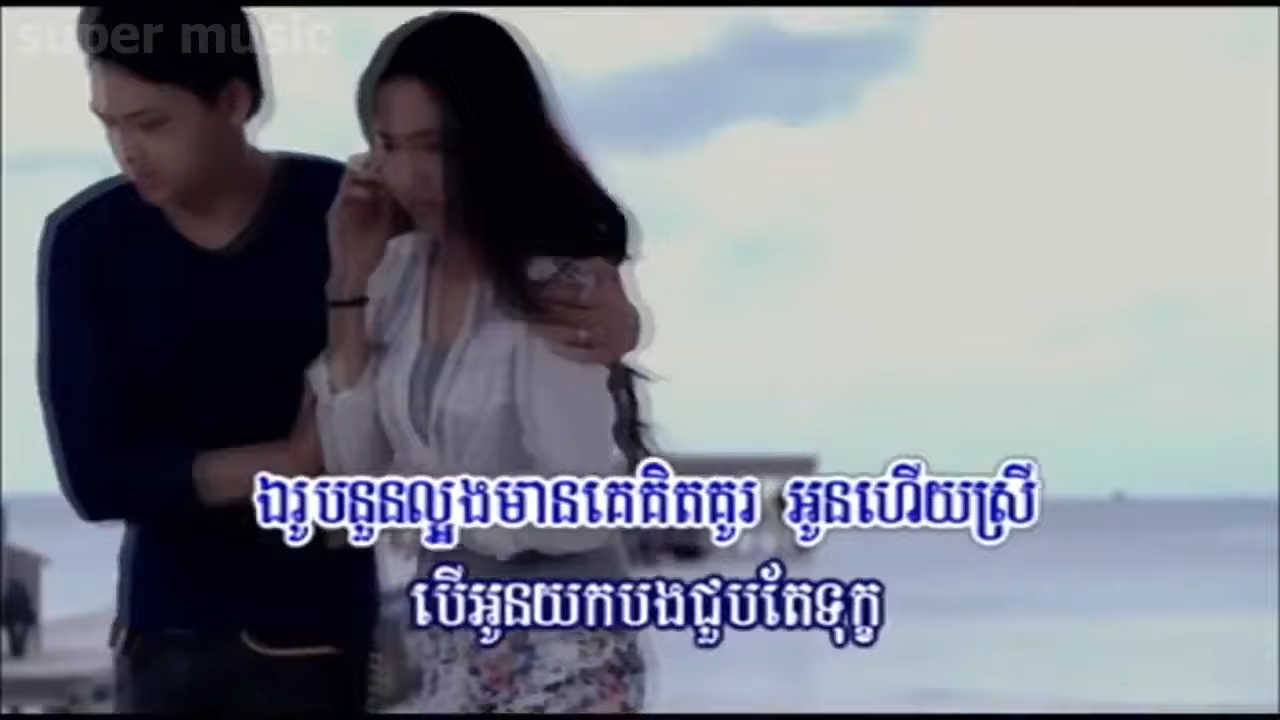 super music
ឯរូបនួនល្អងមានគេគិតគូរ អូនហើយស្រី
បើអូនយកបងជួបតែទុក្ខ